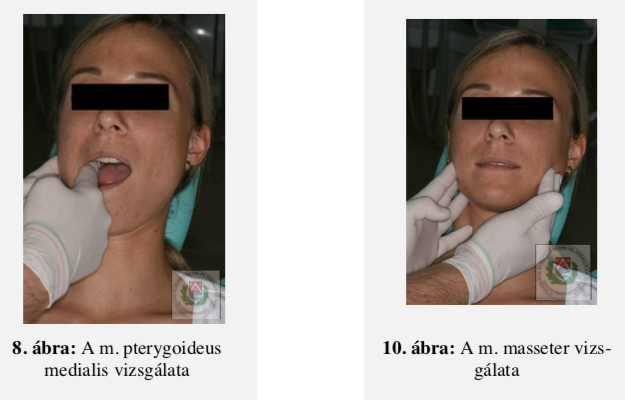 8. ábra: A m. pterygoideus
medialis vizsgálata
10. ábra: A m. masseter vizs-
gálata